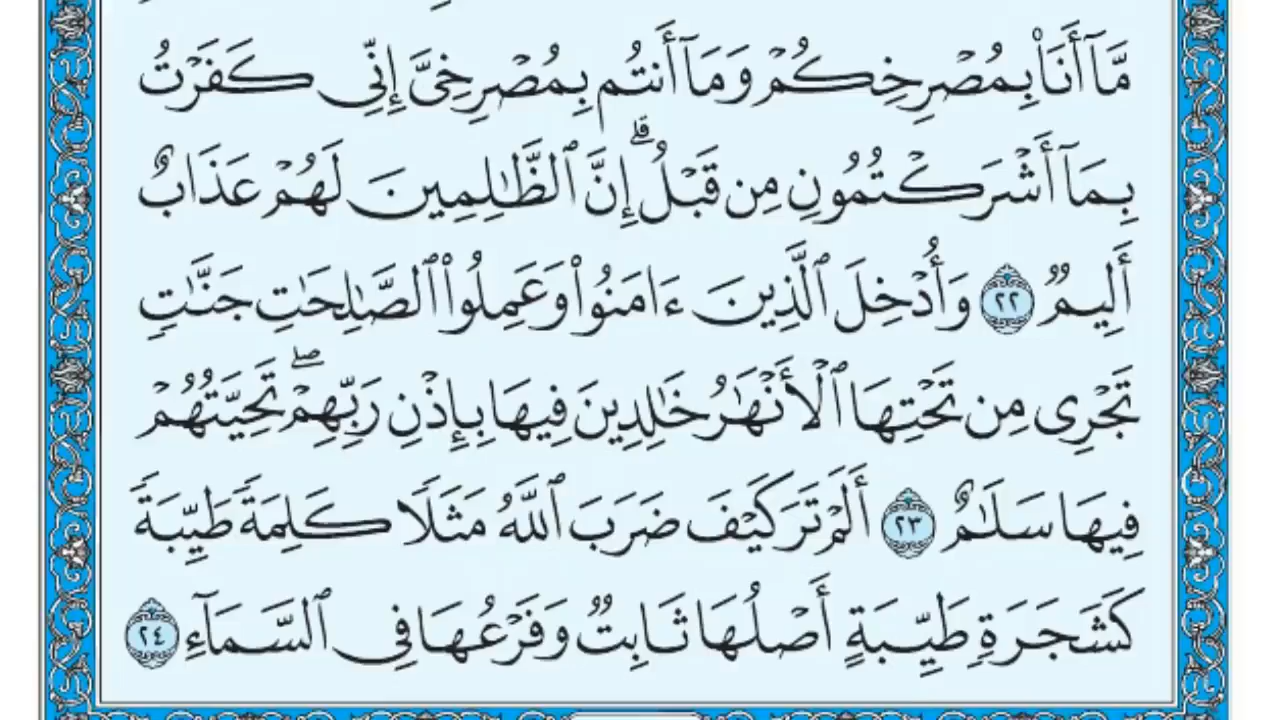 مَّآ أَنَا۠ بِمُصْرِخِكُمْ وَمَآ أَنتُم بِمُصْرِخِىَّ إِنِّى كَفَرْتُ
بِمَآ أَشْرَكْتُمُونِ مِن قَبْلُ ۗ إِنَّ ٱلظَّـٰلِمِينَ لَهُمْ عَذَابٌ
أَلِيمٌ ٢٢ وَأُدْخِلَ ٱلَّذِينَ ءَامَنُوا۟ وَعَمِلُوا۟ ٱلصَّـٰلِحَـٰتِ جَنَّـٰتٍ
تَجْرِى مِن تَحْتِهَا ٱلْأَنْهَـٰرُ خَـٰلِدِينَ فِيهَا بِإِذْنِ رَبِّهِمْ ۖ تَحِيَّتُهُمْ
فِيهَا سَلَـٰمٌ ٢٣ أَلَمْ تَرَ كَيْفَ ضَرَبَ ٱللَّهُ مَثَلًا كَلِمَةً طَيِّبَةً
كَشَجَرَةٍ طَيِّبَةٍ أَصْلُهَا ثَابِتٌ وَفَرْعُهَا فِى ٱلسَّمَآءِ ٢٤